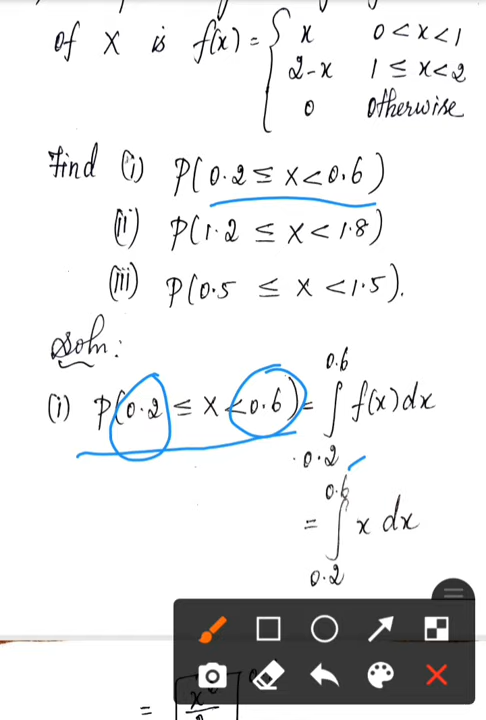 of X is f(x) = { x 0 < x < 1
2-x 1 ≤ x < 2
0 otherwise
Find (i) P(0.2 ≤ X < 0.6)
(ii) P(1.2 ≤ X < 1.8)
(iii) P(0.5 ≤ X < 1.5).
Soln:
(i) P(0.2 ≤ X < 0.6) = ∫_{0.2}^{0.6} f(x) dx
= ∫_{0.2}^{0.6} x dx
=